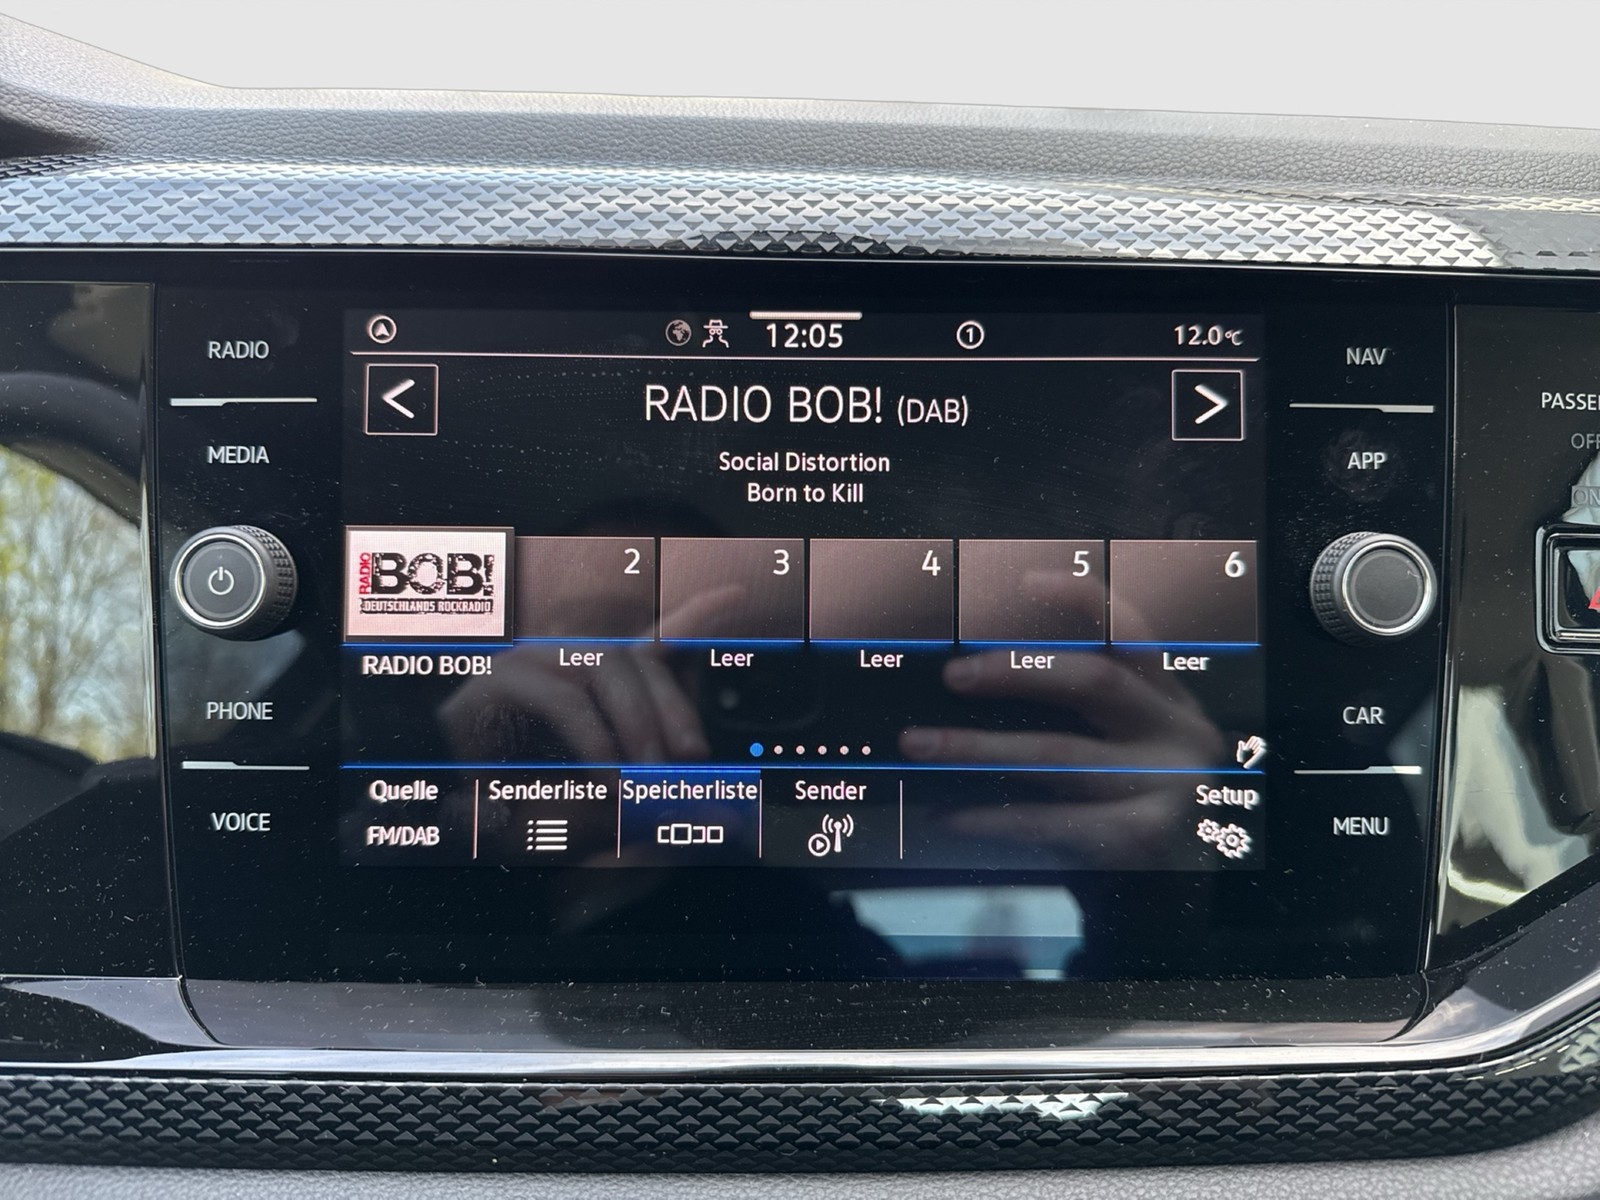 RADIO
MEDIA
PHONE
VOICE
12:05
1
12.0°C
<
RADIO BOB! (DAB)
>
Social Distortion
Born to Kill
RADIO
BOB!
DEUTSCHLANDS ROCKRADIO
2
3
4
5
6
RADIO BOB!
Leer
Leer
Leer
Leer
Leer
Quelle
FM/DAB
Senderliste
Speicherliste
Sender
Setup
NAV
APP
CAR
MENU
ON